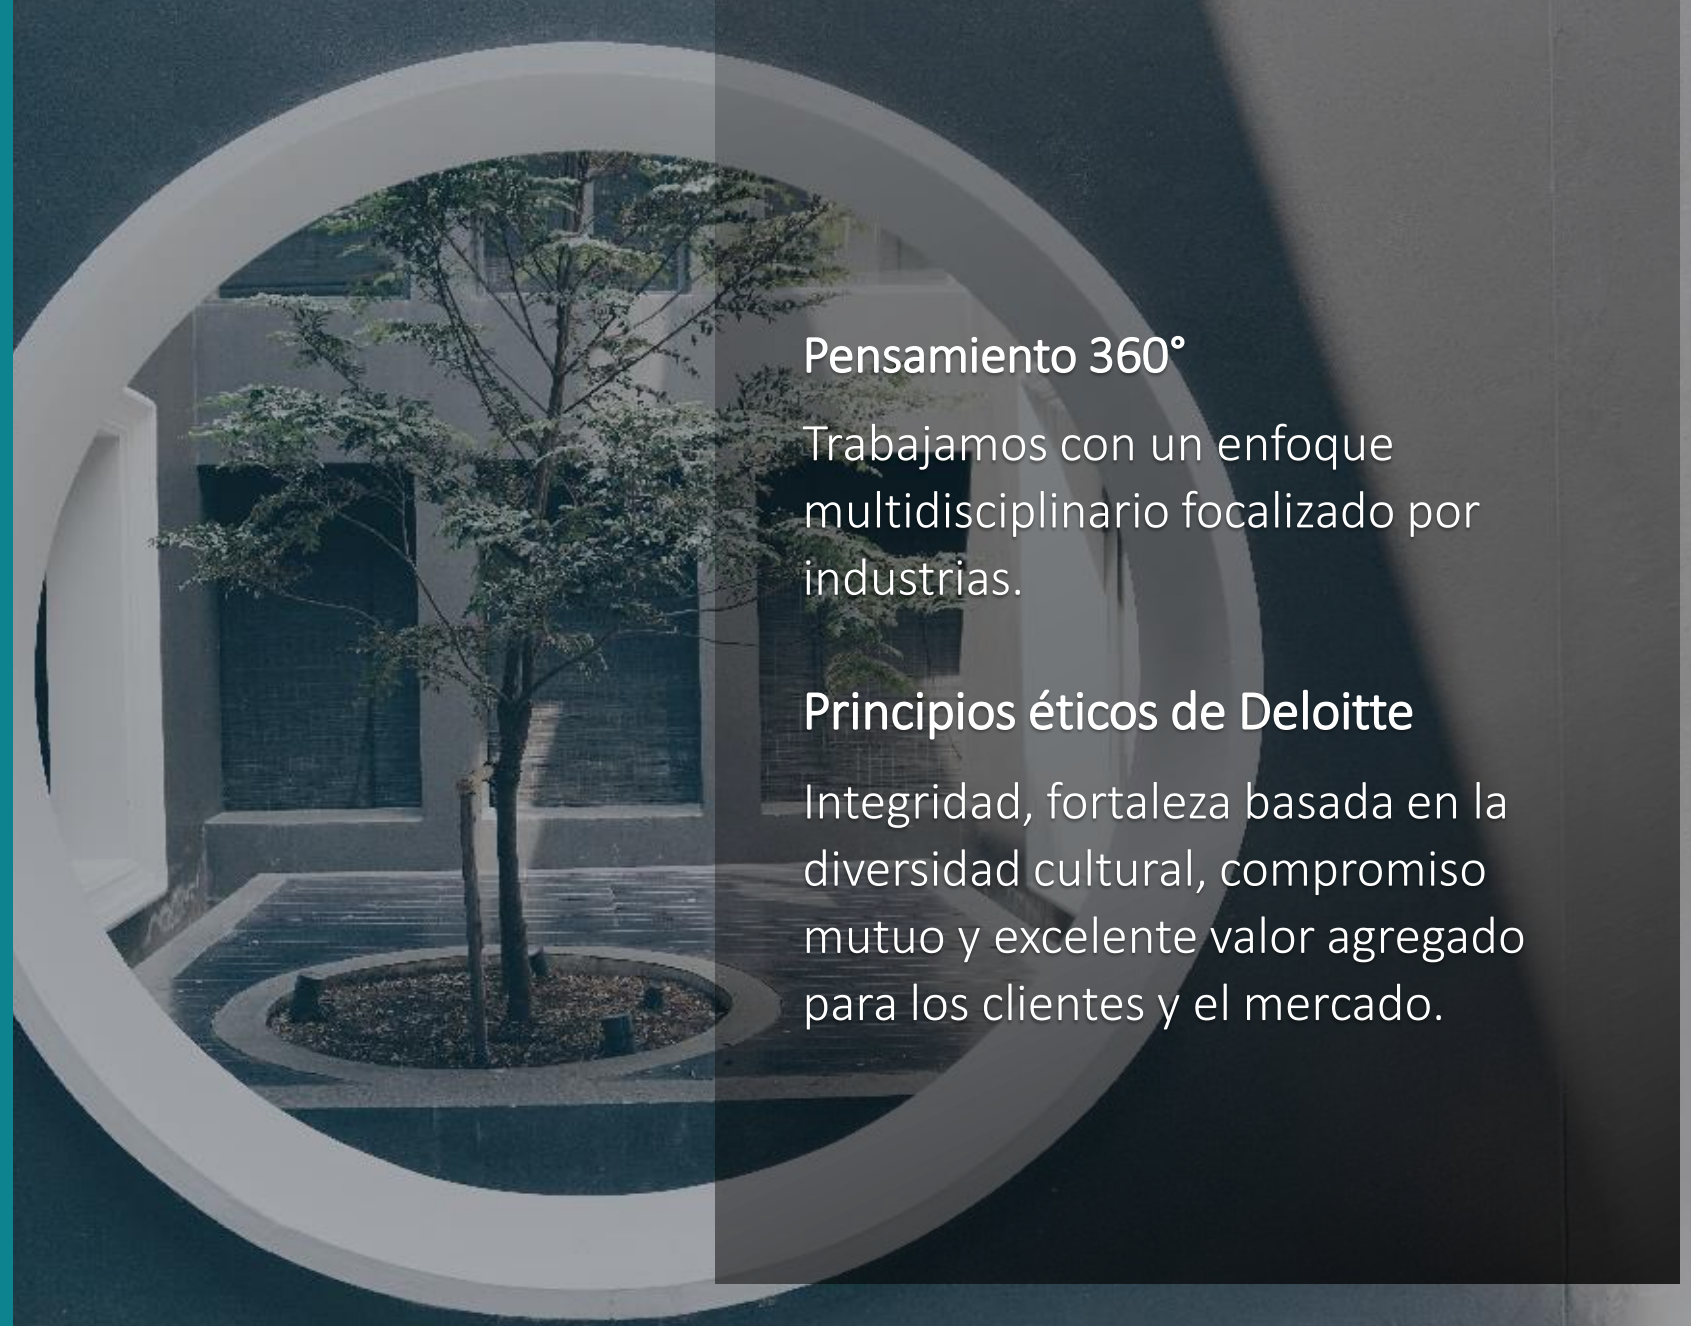 Pensamiento 360°
Trabajamos con un enfoque
multidisciplinario focalizado por
industrias.
Principios éticos de Deloitte
Integridad, fortaleza basada en la
diversidad cultural, compromiso
mutuo y excelente valor agregado
para los clientes y el mercado.